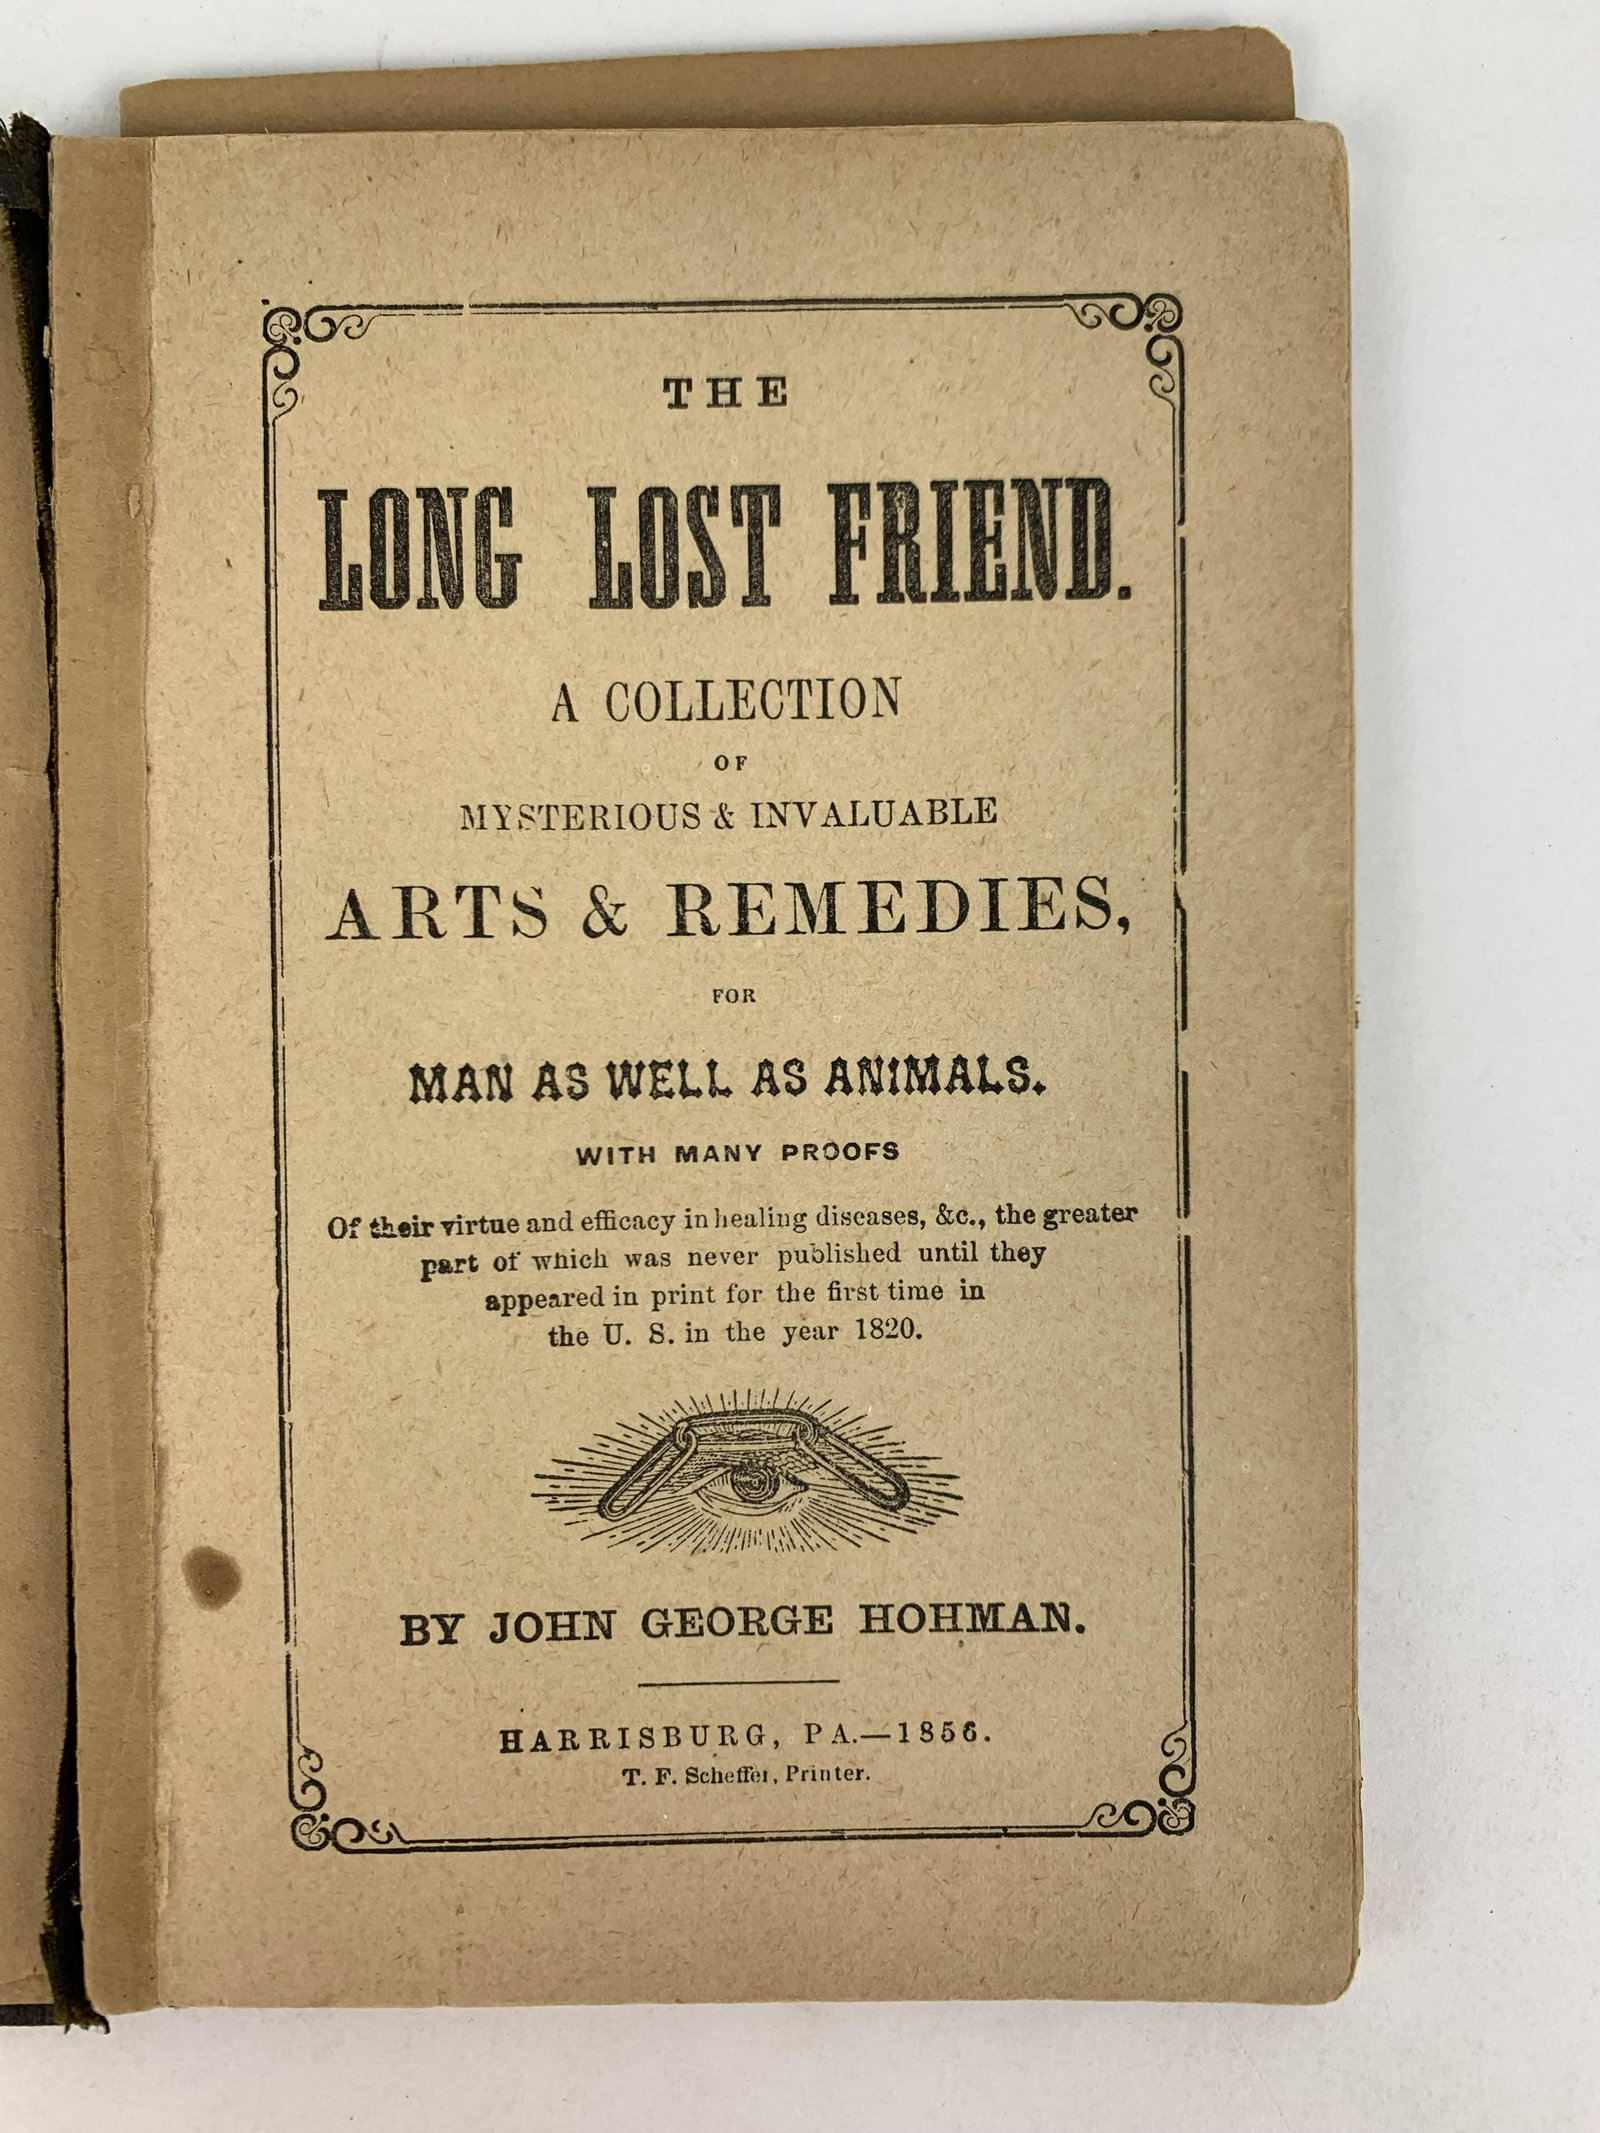 THE
LONG LOST FRIEND.
A COLLECTION
OF
MYSTERIOUS & INVALUABLE
ARTS & REMEDIES,
FOR
MAN AS WELL AS ANIMALS.
WITH MANY PROOFS
Of their virtue and efficacy in healing diseases, &c., the greater
part of which was never published until they
appeared in print for the first time in
the U. S. in the year 1820.
BY JOHN GEORGE HOHMAN.
HARRISBURG, PA.—1856.
T. F. Scheffer, Printer.